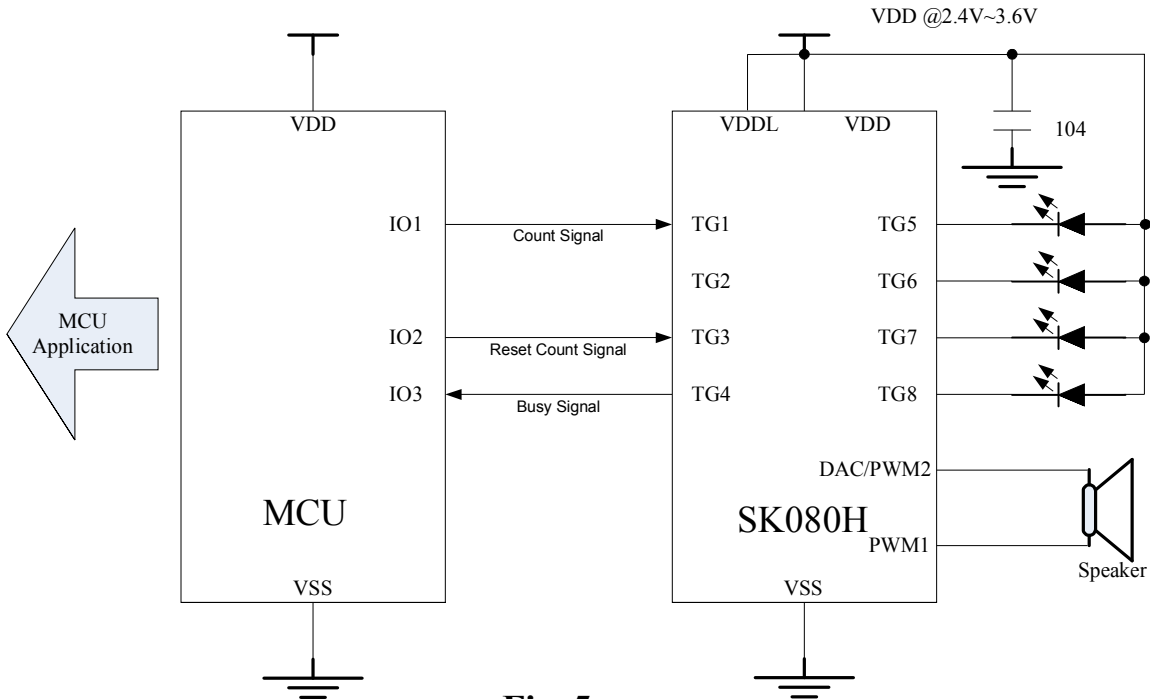 VDD @2.4V~3.6V
VDD
VDDL
VDD
104
IO1
Count Signal
TG1
TG5
TG2
TG6
MCU
Application
IO2
Reset Count Signal
TG3
TG7
IO3
Busy Signal
TG4
TG8
DAC/PWM2
MCU
SK080H
PWM1
Speaker
VSS
VSS